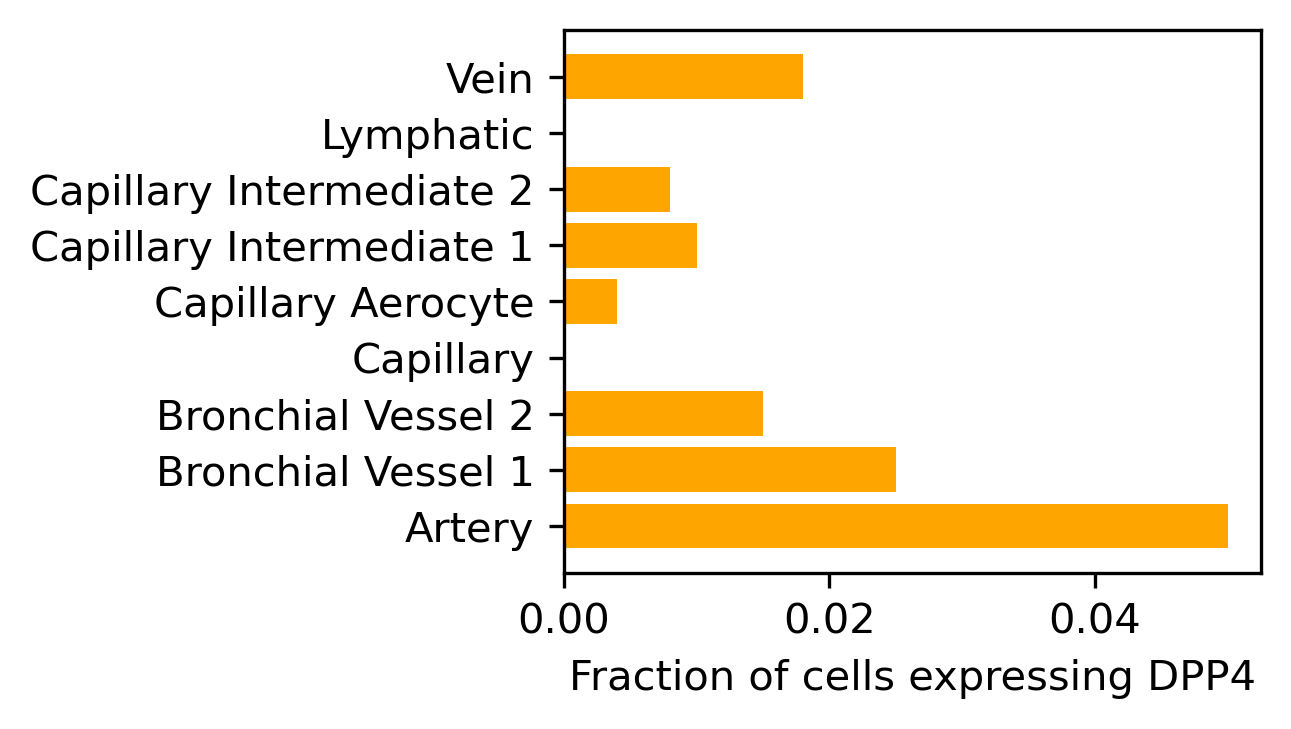 Vein
Lymphatic
Capillary Intermediate 2
Capillary Intermediate 1
Capillary Aerocyte
Capillary
Bronchial Vessel 2
Bronchial Vessel 1
Artery
0.00 0.02 0.04
Fraction of cells expressing DPP4